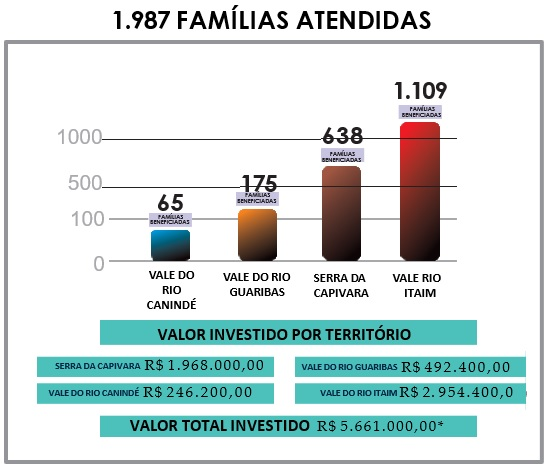 1.987 FAMÍLIAS ATENDIDAS
1.109
FAMÍLIAS
BENEFICIADAS
1000
638
FAMÍLIAS
BENEFICIADAS
500
175
FAMÍLIAS
BENEFICIADAS
65
FAMÍLIAS
BENEFICIADAS
100
0
VALE DO
RIO
CANINDÉ
VALE DO RIO
GUARIBAS
SERRA DA
CAPIVARA
VALE RIO
ITAIM
VALOR INVESTIDO POR TERRITÓRIO
SERRA DA CAPIVARA R$ 1.968.000,00
VALE DO RIO GUARIBAS R$ 492.400,00
VALE DO RIO CANINDÉ R$ 246.200,00
VALE DO RIO ITAIM R$ 2.954.400,0
VALOR TOTAL INVESTIDO R$ 5.661.000,00*